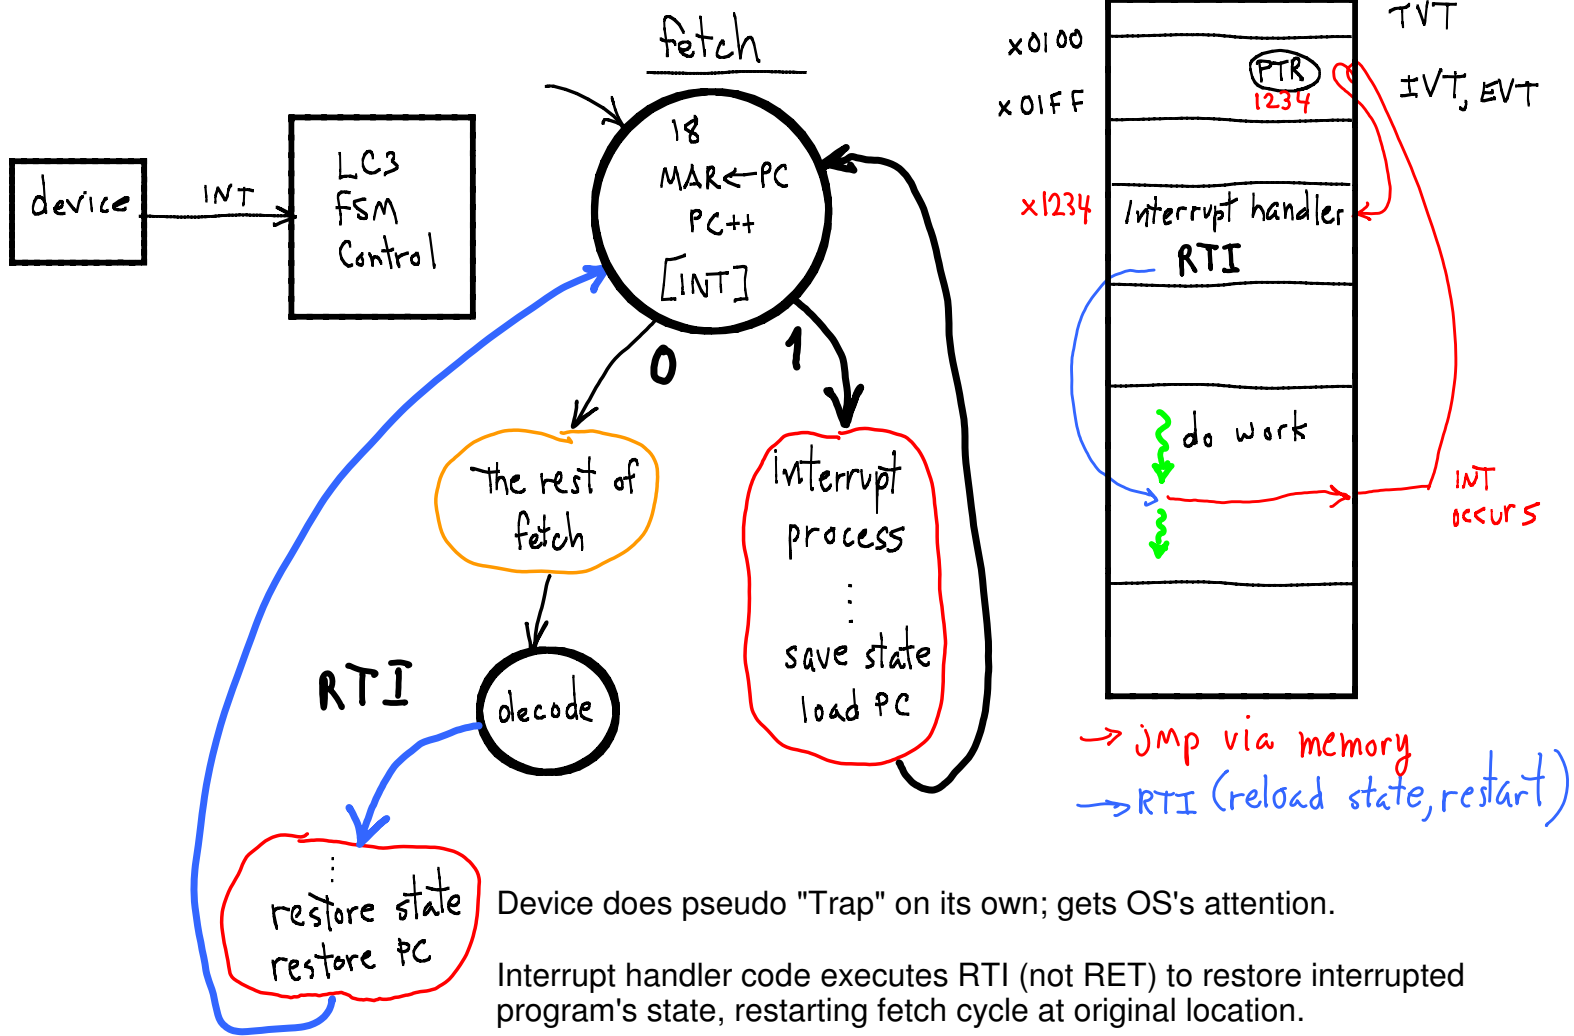 fetch
18
MAR←PC
PC++
[INT]
device
INT
LC3
FSM
Control
0
1
The rest of
fetch
interrupt
process
⋮
save state
load PC
decode
RTI
⋮
restore state
restore PC
TVT
x0100
PTR
1234
IVT, EVT
x01FF
x1234
Interrupt handler
RTI
do work
INT
occurs
→ jmp via memory
→ RTI (reload state, restart)
Device does pseudo "Trap" on its own; gets OS's attention.
Interrupt handler code executes RTI (not RET) to restore interrupted
program's state, restarting fetch cycle at original location.